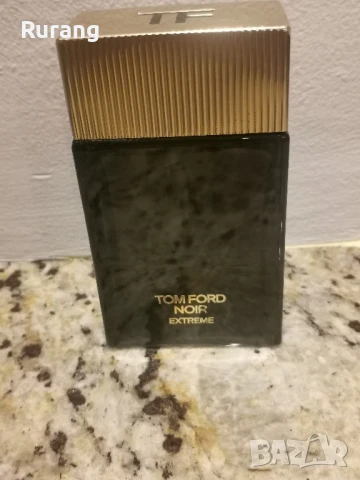 Rurang
TF
TOM FORD
NOIR
EXTREME
BAZAR